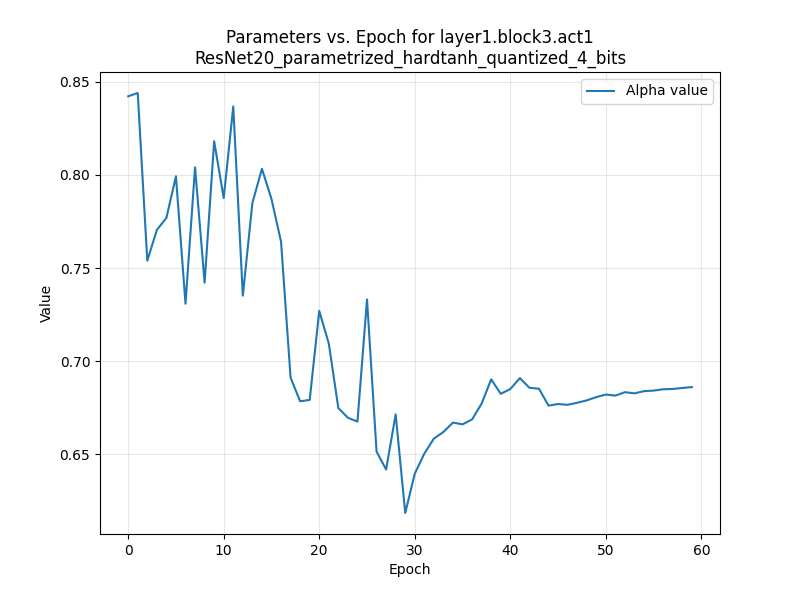 Parameters vs. Epoch for layer1.block3.act1
ResNet20_parametrized_hardtanh_quantized_4_bits
Alpha value
0.85
0.80
0.75
0.70
0.65
Value
0 10 20 30 40 50 60
Epoch